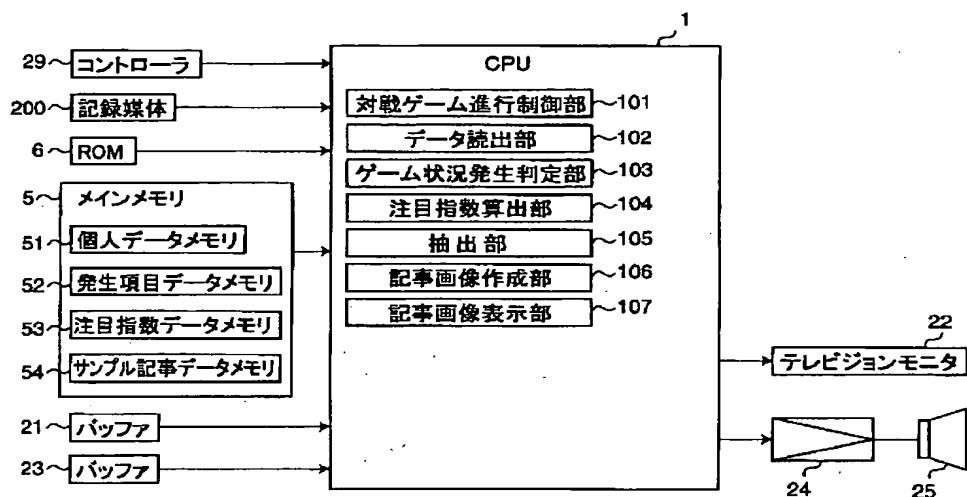 1
29 コントローラ
200 記録媒体
6 ROM
5 メインメモリ
51 個人データメモリ
52 発生項目データメモリ
53 注目指数データメモリ
54 サンプル記事データメモリ
21 バッファ
23 バッファ
CPU
対戦ゲーム進行制御部 101
データ読出部 102
ゲーム状況発生判定部 103
注目指数算出部 104
抽出部 105
記事画像作成部 106
記事画像表示部 107
22
テレビジョンモニタ
24
25